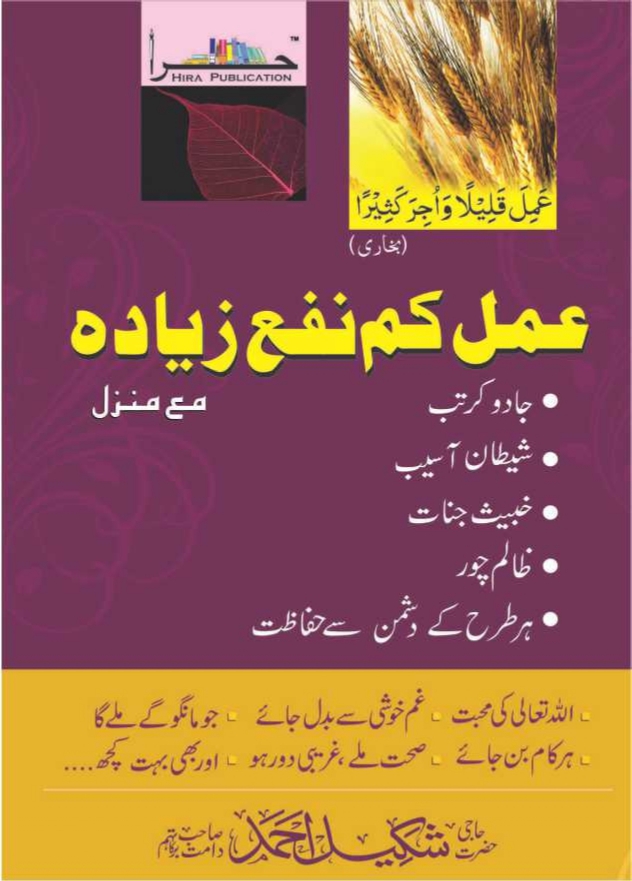 حرا ™
HIRA PUBLICATION
عَمِلَ قَلِيْلًا وَأُجِرَ كَثِيْرًا
(بخاری)
عمل کم نفع زیادہ
مع منزل
• جادو کرتب
• شیطان آسیب
• خبیث جنات
• ظالم چور
• ہر طرح کے دشمن سے حفاظت
▫ اللہ تعالیٰ کی محبت ▫ غم خوشی سے بدل جائے ▫ جو مانگو گے ملے گا
▫ ہر کام بن جائے ▫ صحت ملے، غریبی دور ہو ▫ اور بھی بہت کچھ....
حضرت حاجی شکیل احمد صاحب دامت برکاتہم